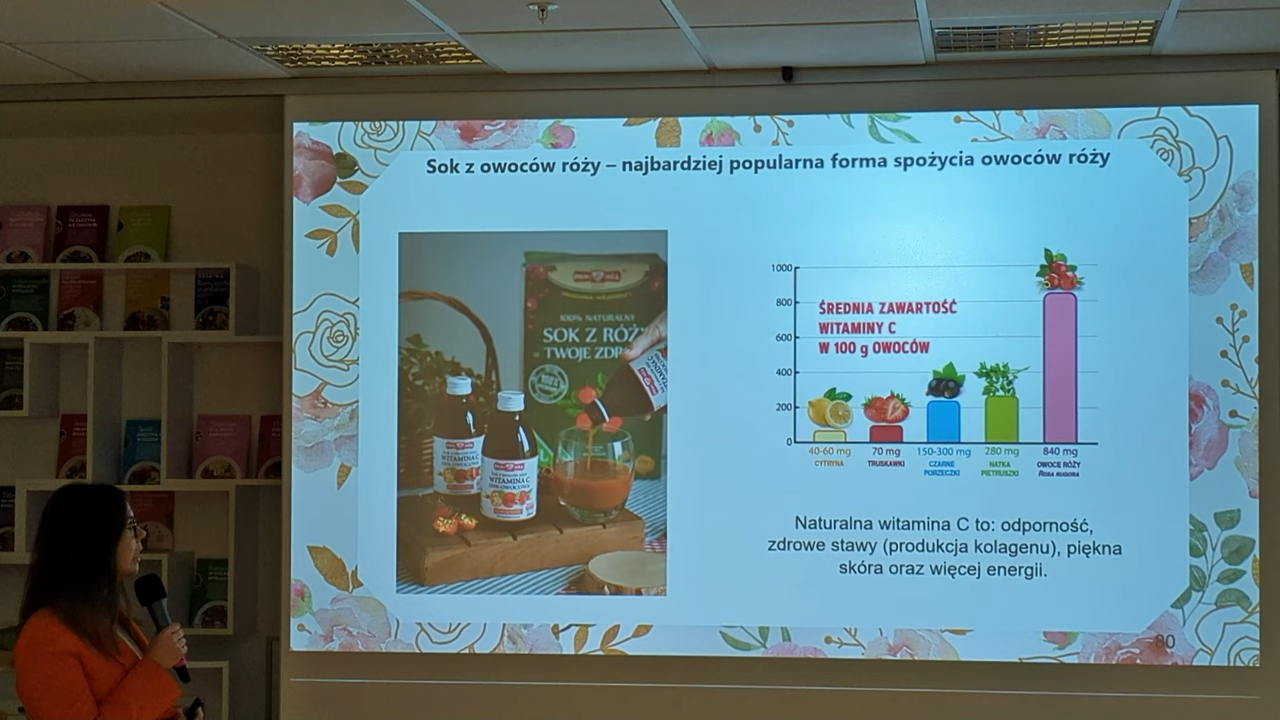 Sok z owoców róży – najbardziej popularna forma spożycia owoców róży
100% NATURALNY
SOK Z RÓŻ
TWOJE ZDR
WITAMINA C
WITAMINA C
1000
800
600
400
200
0
ŚREDNIA ZAWARTOŚĆ
WITAMINY C
W 100 g OWOCÓW
40-60 mg
CYTRYNA
70 mg
TRUSKAWKI
150-300 mg
CZARNE
PORZECZKI
280 mg
NATKA
PIETRUSZKI
840 mg
OWOCE RÓŻY
ROSA RUGOSA
Naturalna witamina C to: odporność,
zdrowe stawy (produkcja kolagenu), piękna
skóra oraz więcej energii.
80